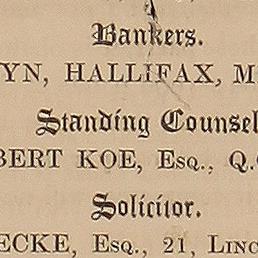 Bankers.
YN, HALLIFAX, M
Standing Counsel
BERT KOE, Esq., Q.
Solicitor.
ECKE, Esq., 21, Linc